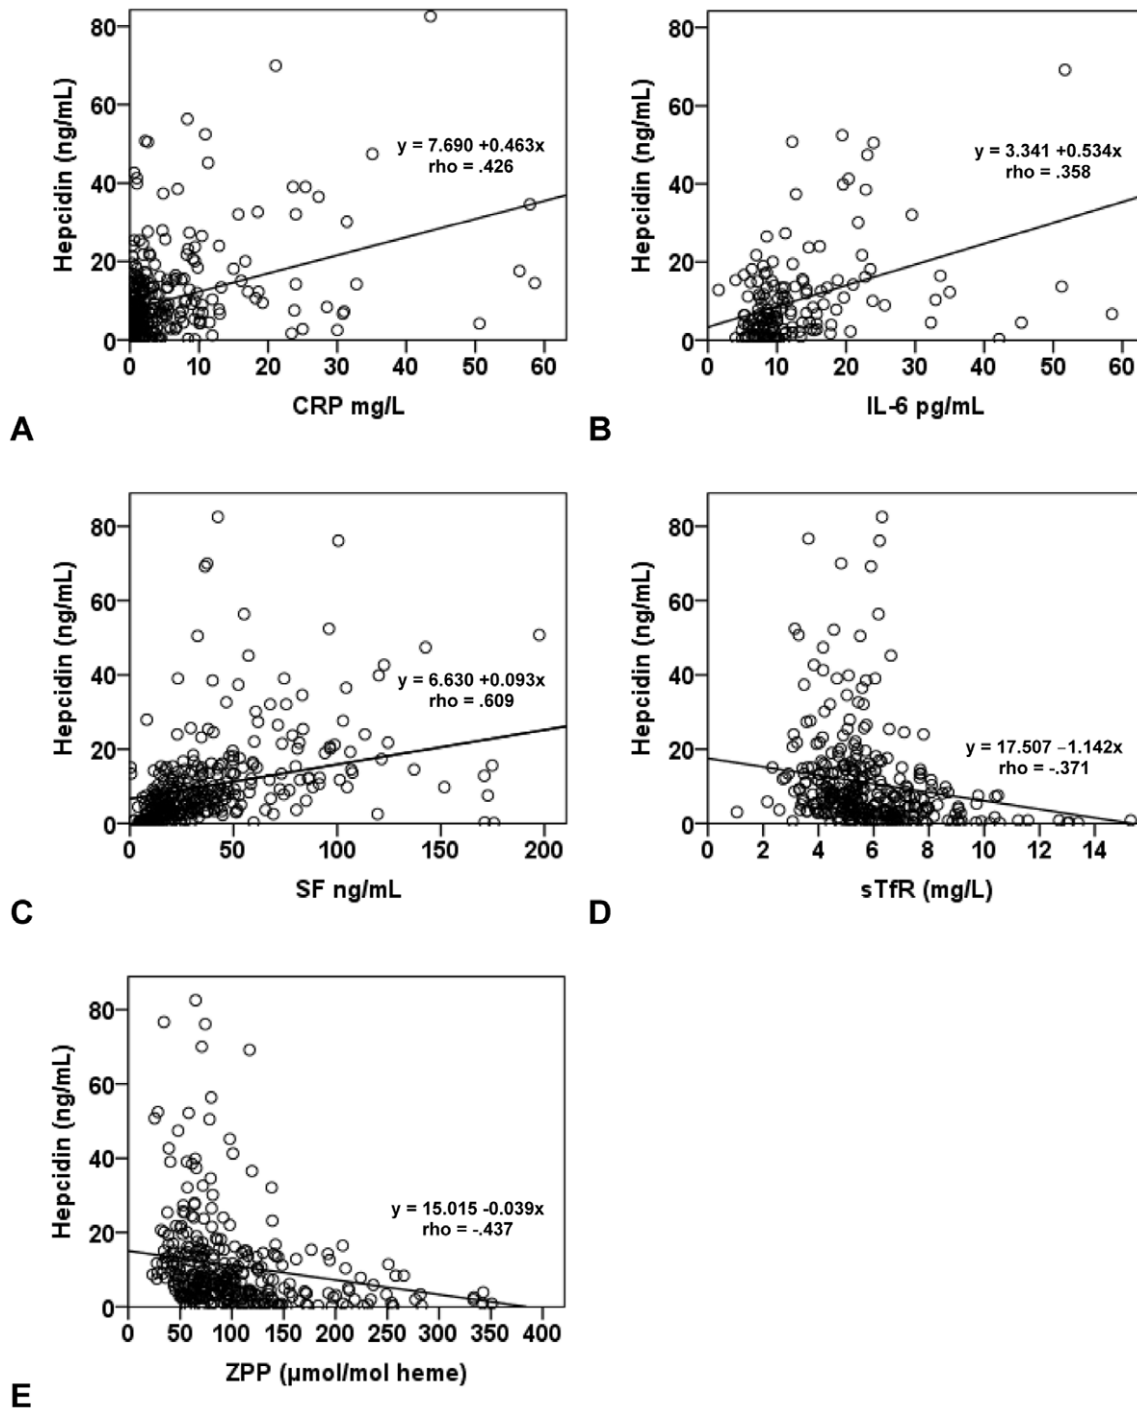 Hepcidin (ng/mL)
80
60
40
20
0
y = 7.690 +0.463x
rho = .426
0 10 20 30 40 50 60
CRP mg/L
A
Hepcidin (ng/mL)
80
60
40
20
0
y = 3.341 +0.534x
rho = .358
0 10 20 30 40 50 60
IL-6 pg/mL
B
Hepcidin (ng/mL)
80
60
40
20
0
y = 6.630 +0.093x
rho = .609
0 50 100 150 200
SF ng/mL
C
Hepcidin (ng/mL)
80
60
40
20
0
y = 17.507 –1.142x
rho = -.371
0 2 4 6 8 10 12 14
sTfR (mg/L)
D
Hepcidin (ng/mL)
80
60
40
20
0
y = 15.015 -0.039x
rho = -.437
0 50 100 150 200 250 300 350 400
ZPP (µmol/mol heme)
E